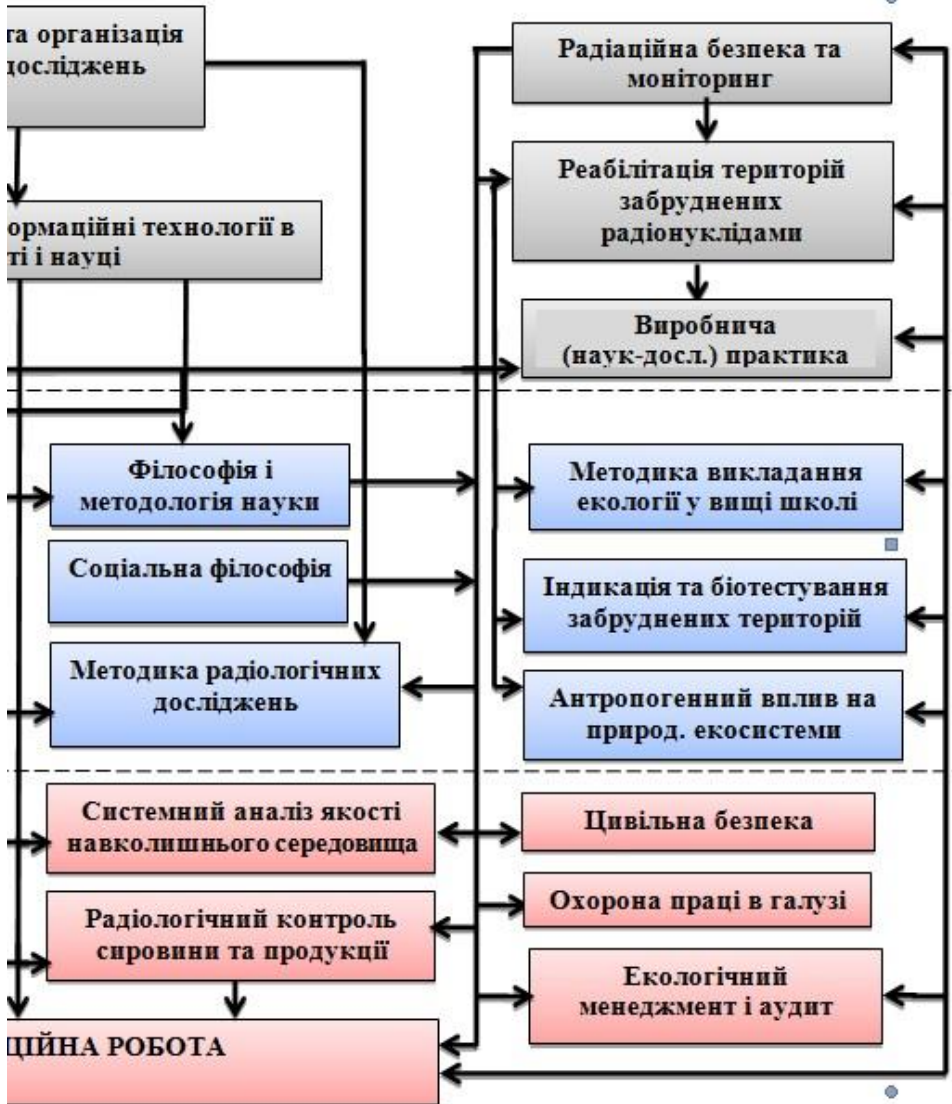 та організація
досліджень
Радіаційна безпека та
моніторинг
Реабілітація територій
забруднених
радіонуклідами
ормаційні технології в
ті і науці
Виробнича
(наук-досл.) практика
Філософія і
методологія науки
Методика викладання
екології у вищі школі
Соціальна філософія
Індикація та біотестування
забруднених територій
Методика радіологічних
досліджень
Антропогенний вплив на
природ. екосистеми
Системний аналіз якості
навколишнього середовища
Цивільна безпека
Радіологічний контроль
сировини та продукції
Охорона праці в галузі
Екологічний
менеджмент і аудит
ЦІЙНА РОБОТА